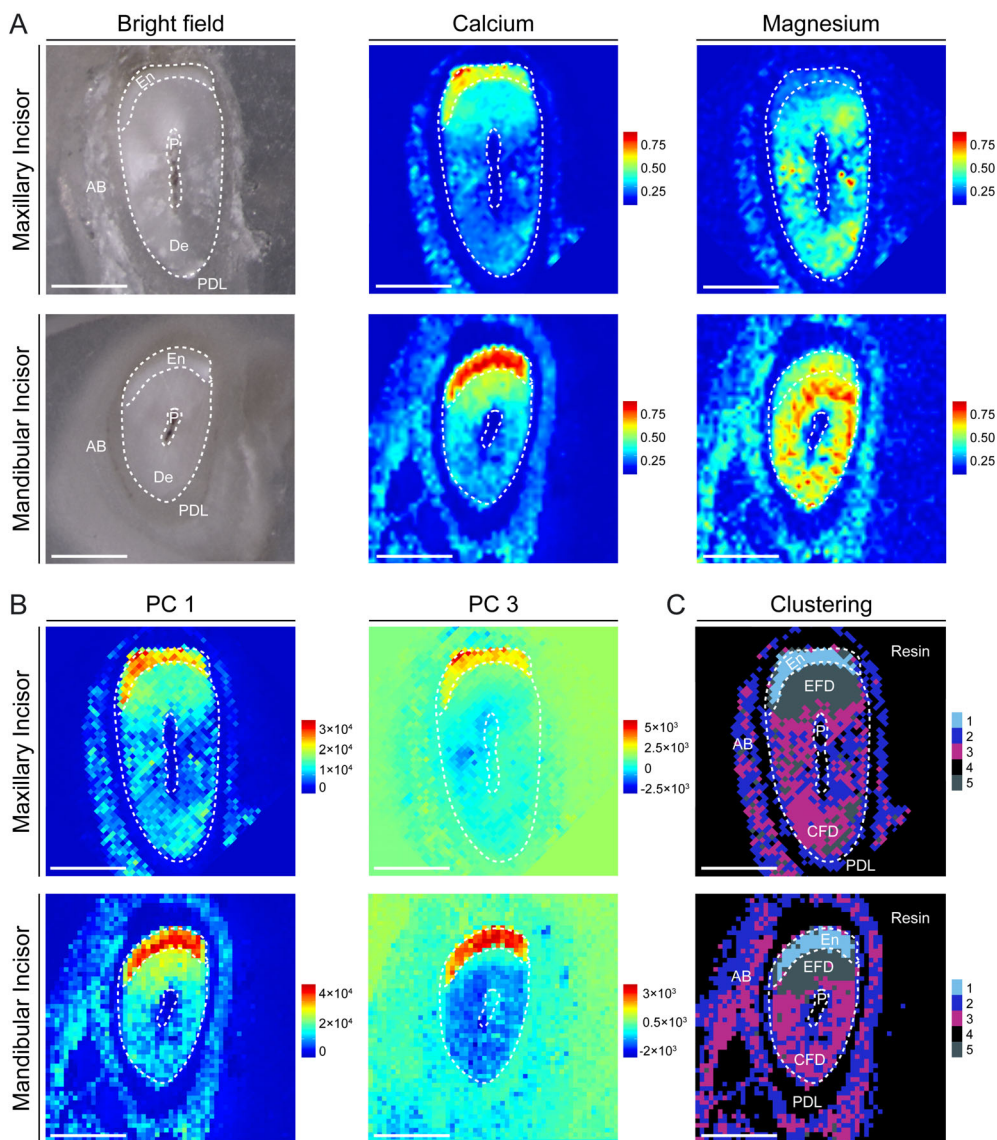 A
Bright field
Calcium
Magnesium
Maxillary Incisor
En
P
AB
De
PDL
0.75
0.50
0.25
0.75
0.50
0.25
Mandibular Incisor
En
P
AB
De
PDL
0.75
0.50
0.25
0.75
0.50
0.25
B
PC 1
PC 3
C
Clustering
Maxillary Incisor
3×10⁴
1×10⁴
0
5×10³
2.5×10³
0
-2.5×10³
Resin
En
EFD
P
AB
CFD
PDL
1
2
3
4
5
Mandibular Incisor
4×10⁴
2×10⁴
0
3×10³
0.5×10³
-2×10³
Resin
En
EFD
AB
P
CFD
PDL
1
2
3
4
5